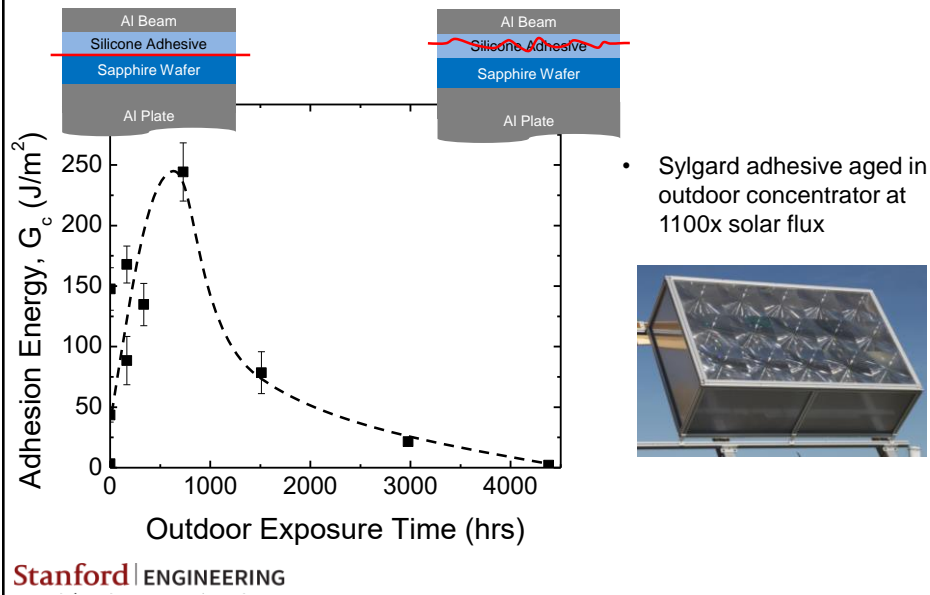 Al Beam
Silicone Adhesive
Sapphire Wafer
Al Plate
Al Beam
Silicone Adhesive
Sapphire Wafer
Al Plate
Adhesion Energy, G_c (J/m²)
250
200
150
100
50
0
0
1000
2000
3000
4000
Outdoor Exposure Time (hrs)
• Sylgard adhesive aged in
outdoor concentrator at
1100x solar flux
Stanford | ENGINEERING